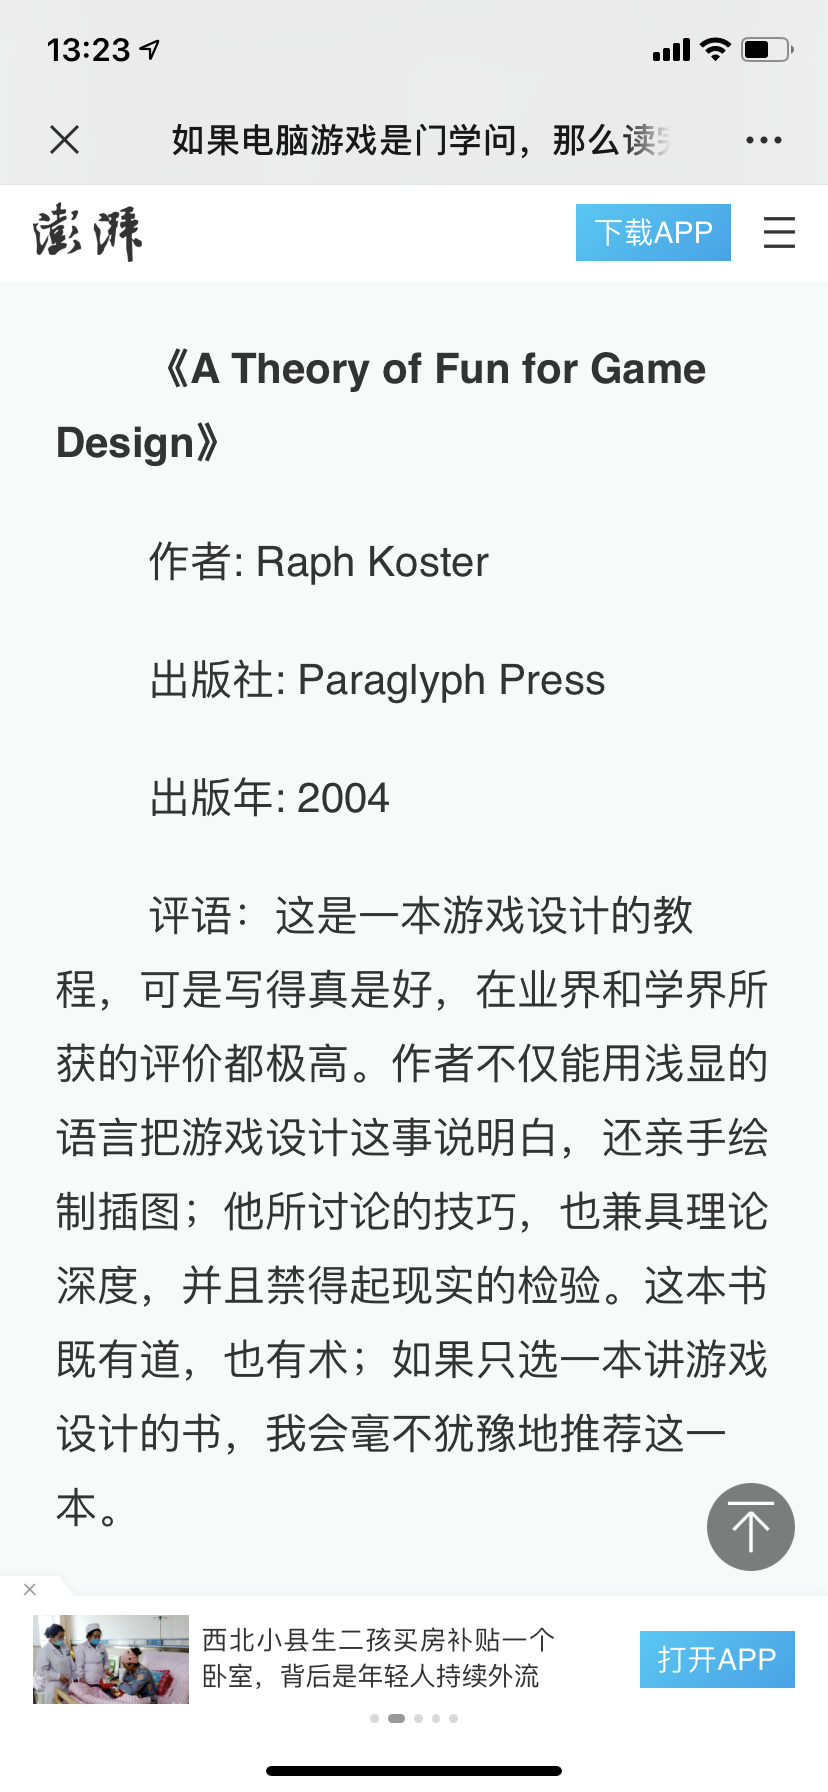 13:23
如果电脑游戏是门学问，那么读完
澎湃
下载APP
《A Theory of Fun for Game
Design》
作者: Raph Koster
出版社: Paraglyph Press
出版年: 2004
评语：这是一本游戏设计的教
程，可是写得真是好，在业界和学界所
获的评价都极高。作者不仅能用浅显的
语言把游戏设计这事说明白，还亲手绘
制插图；他所讨论的技巧，也兼具理论
深度，并且禁得起现实的检验。这本书
既有道，也有术；如果只选一本讲游戏
设计的书，我会毫不犹豫地推荐这一
本。
西北小县生二孩买房补贴一个
卧室，背后是年轻人持续外流
打开APP